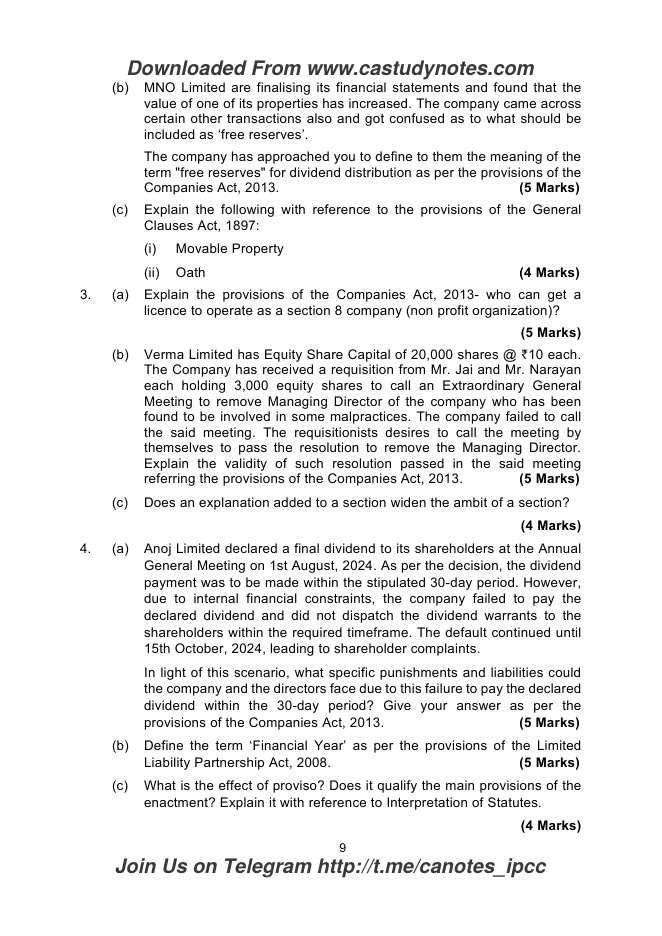 Downloaded From www.castudynotes.com
(b) MNO Limited are finalising its financial statements and found that the
value of one of its properties has increased. The company came across
certain other transactions also and got confused as to what should be
included as ‘free reserves’.
The company has approached you to define to them the meaning of the
term "free reserves" for dividend distribution as per the provisions of the
Companies Act, 2013. (5 Marks)
(c) Explain the following with reference to the provisions of the General
Clauses Act, 1897:
(i) Movable Property
(ii) Oath (4 Marks)
3. (a) Explain the provisions of the Companies Act, 2013- who can get a
licence to operate as a section 8 company (non profit organization)?
(5 Marks)
(b) Verma Limited has Equity Share Capital of 20,000 shares @ ₹10 each.
The Company has received a requisition from Mr. Jai and Mr. Narayan
each holding 3,000 equity shares to call an Extraordinary General
Meeting to remove Managing Director of the company who has been
found to be involved in some malpractices. The company failed to call
the said meeting. The requisitionists desires to call the meeting by
themselves to pass the resolution to remove the Managing Director.
Explain the validity of such resolution passed in the said meeting
referring the provisions of the Companies Act, 2013. (5 Marks)
(c) Does an explanation added to a section widen the ambit of a section?
(4 Marks)
4. (a) Anoj Limited declared a final dividend to its shareholders at the Annual
General Meeting on 1st August, 2024. As per the decision, the dividend
payment was to be made within the stipulated 30-day period. However,
due to internal financial constraints, the company failed to pay the
declared dividend and did not dispatch the dividend warrants to the
shareholders within the required timeframe. The default continued until
15th October, 2024, leading to shareholder complaints.
In light of this scenario, what specific punishments and liabilities could
the company and the directors face due to this failure to pay the declared
dividend within the 30-day period? Give your answer as per the
provisions of the Companies Act, 2013. (5 Marks)
(b) Define the term ‘Financial Year’ as per the provisions of the Limited
Liability Partnership Act, 2008. (5 Marks)
(c) What is the effect of proviso? Does it qualify the main provisions of the
enactment? Explain it with reference to Interpretation of Statutes.
(4 Marks)
9
Join Us on Telegram http://t.me/canotes_ipcc